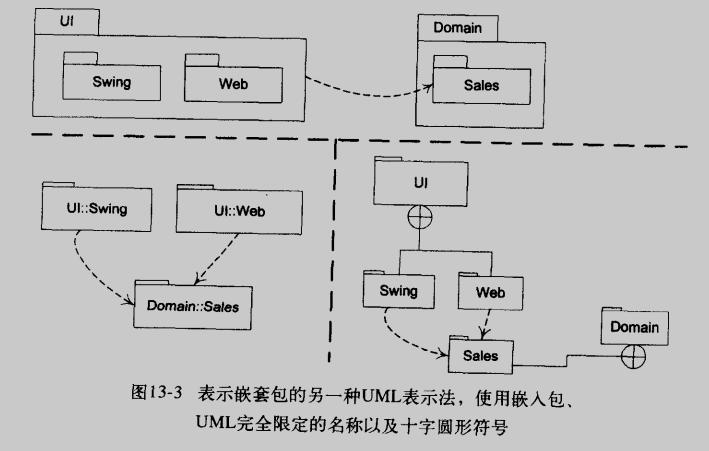 UI
Domain
Swing
Web
Sales
UI::Swing
UI::Web
Domain::Sales
UI
Swing
Web
Domain
Sales
图13-3 表示嵌套包的另一种UML表示法，使用嵌入包、
UML完全限定的名称以及十字圆形符号